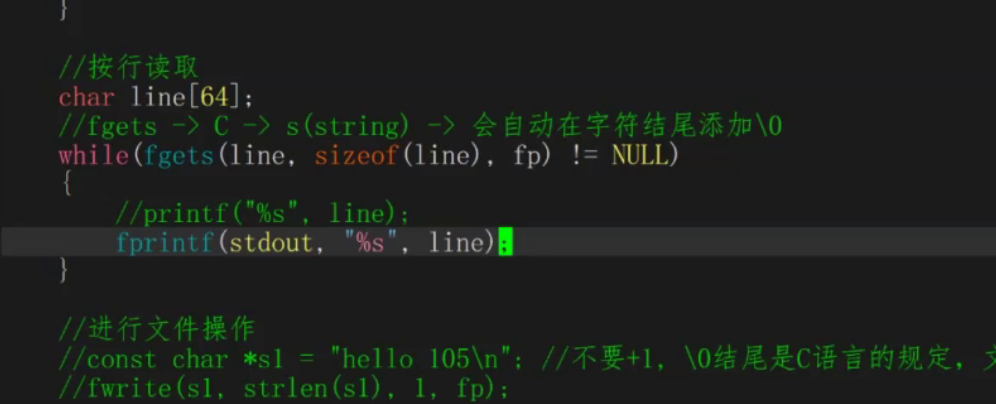 }
//按行读取
char line[64];
//fgets -> C -> s(string) -> 会自动在字符结尾添加\0
while(fgets(line, sizeof(line), fp) != NULL)
{
//printf("%s", line);
fprintf(stdout, "%s", line);
}
//进行文件操作
//const char *s1 = "hello 105\n"; //不要+1, \0结尾是C语言的规定,
//fwrite(s1, strlen(s1), 1, fp);